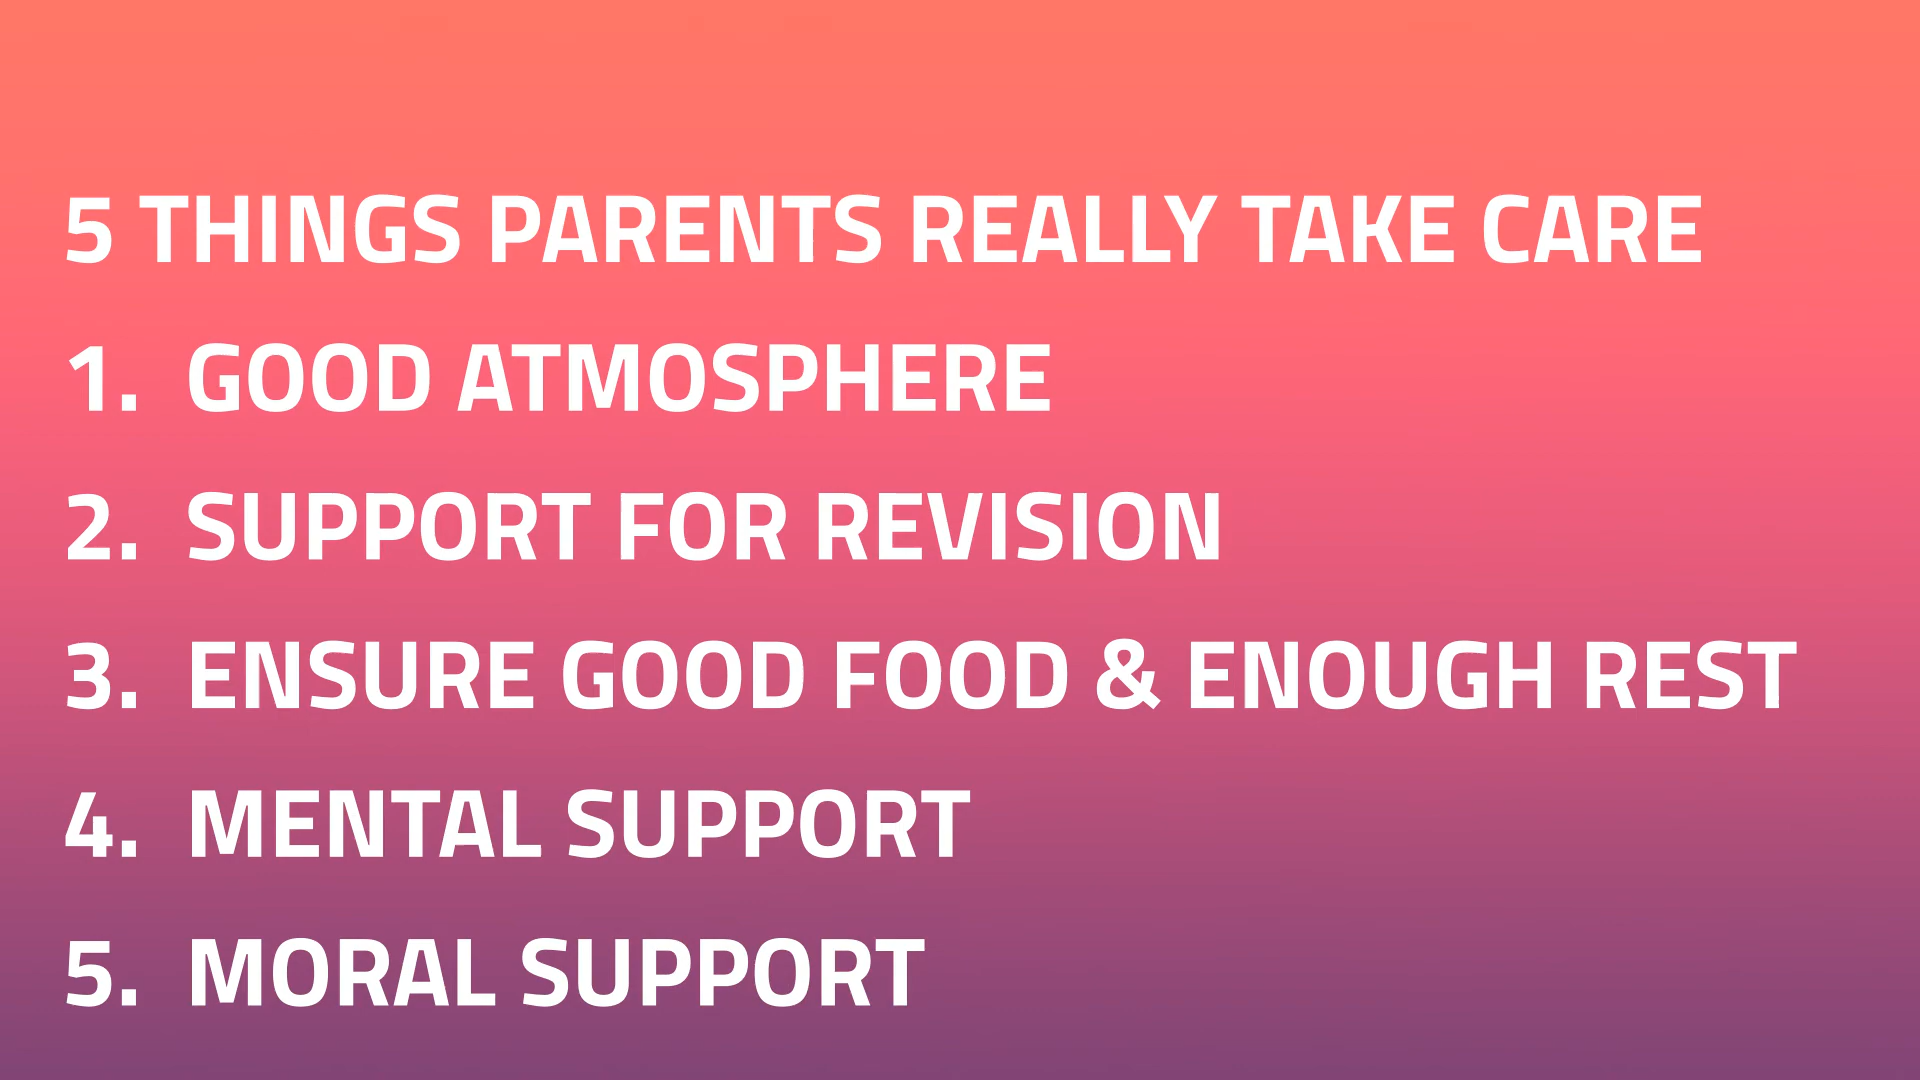 5 THINGS PARENTS REALLY TAKE CARE
1. GOOD ATMOSPHERE
2. SUPPORT FOR REVISION
3. ENSURE GOOD FOOD & ENOUGH REST
4. MENTAL SUPPORT
5. MORAL SUPPORT